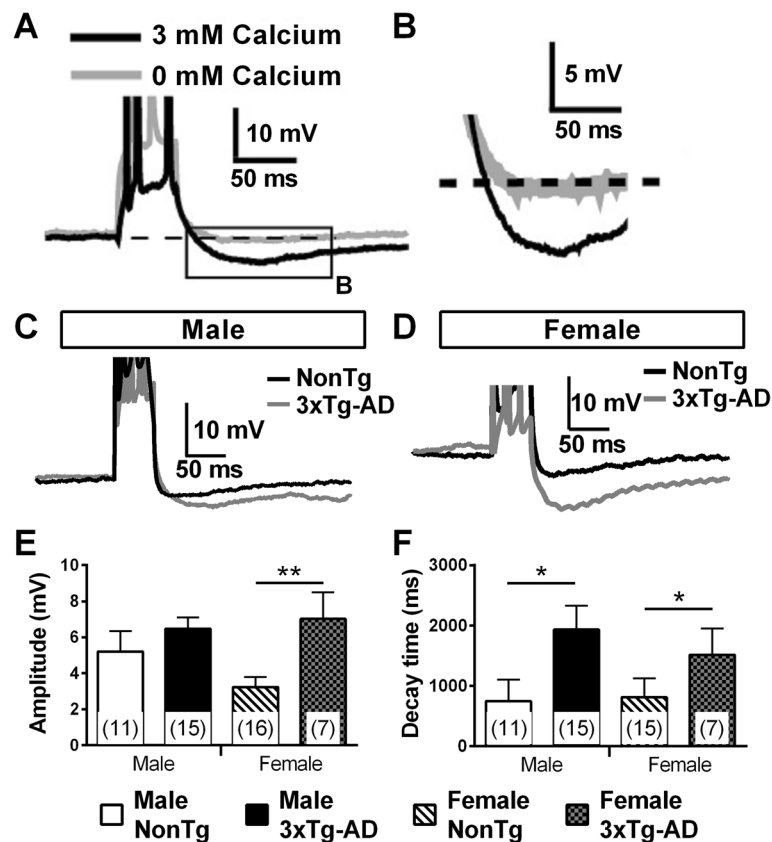 A
3 mM Calcium
0 mM Calcium
10 mV
50 ms
B
B
5 mV
50 ms
C
Male
NonTg
3xTg-AD
10 mV
50 ms
D
Female
NonTg
3xTg-AD
10 mV
50 ms
E
Amplitude (mV)
10
8
6
4
2
0
**
(11) (15) (16) (7)
Male Female
F
Decay time (ms)
3000
2000
1000
0
* *
(11) (15) (15) (7)
Male Female
Male NonTg
Male 3xTg-AD
Female NonTg
Female 3xTg-AD